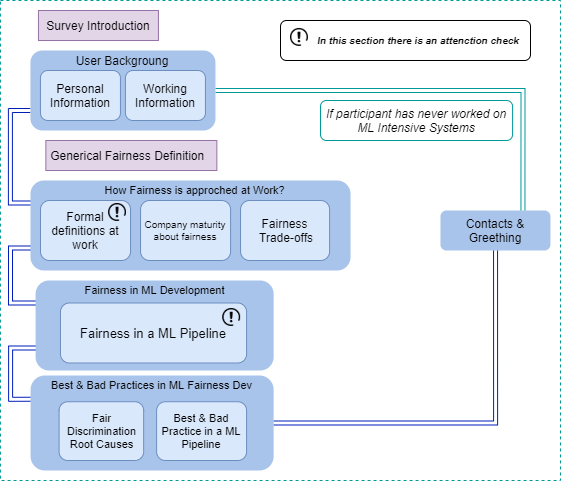 Survey Introduction
In this section there is an attenction check
User Backgroung
Personal
Information
Working
Information
If participant has never worked on
ML Intensive Systems
Generical Fairness Definition
How Fairness is approched at Work?
Formal
definitions at
work
Company maturity
about fairness
Fairness
Trade-offs
Contacts &
Greething
Fairness in ML Development
Fairness in a ML Pipeline
Best & Bad Practices in ML Fairness Dev
Fair
Discrimination
Root Causes
Best & Bad
Practice in a ML
Pipeline